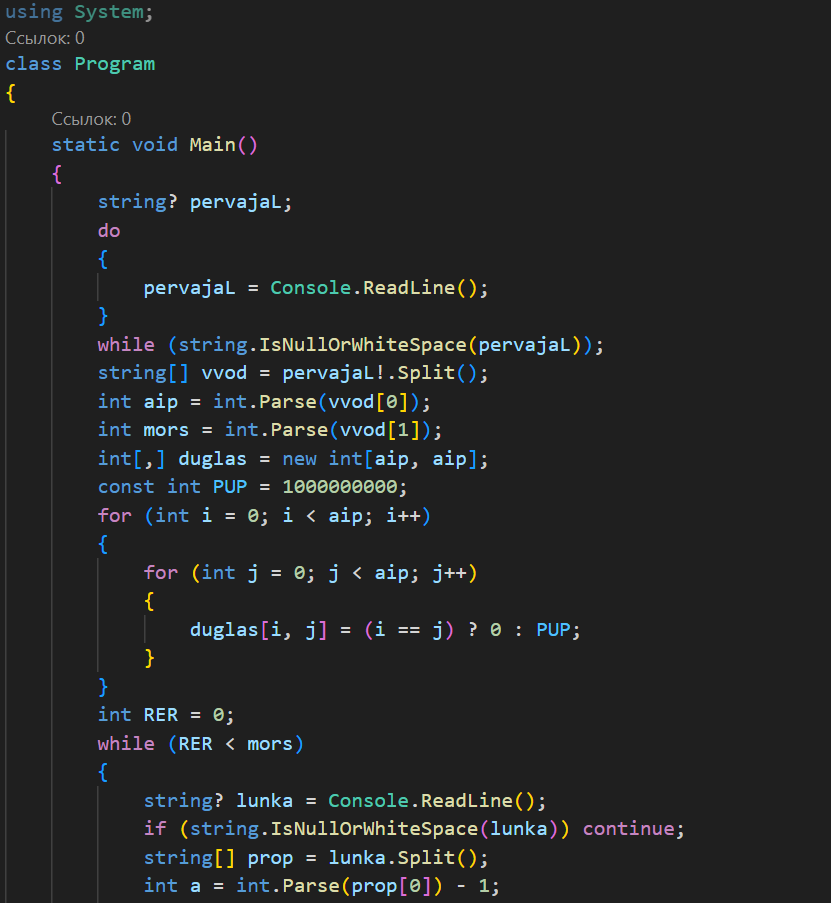 using System;
Ссылок: 0
class Program
{
Ссылок: 0
static void Main()
{
string? pervajaL;
do
{
pervajaL = Console.ReadLine();
}
while (string.IsNullOrWhiteSpace(pervajaL));
string[] vvod = pervajaL!.Split();
int aip = int.Parse(vvod[0]);
int mors = int.Parse(vvod[1]);
int[,] duglas = new int[aip, aip];
const int PUP = 1000000000;
for (int i = 0; i < aip; i++)
{
for (int j = 0; j < aip; j++)
{
duglas[i, j] = (i == j) ? 0 : PUP;
}
}
int RER = 0;
while (RER < mors)
{
string? lunka = Console.ReadLine();
if (string.IsNullOrWhiteSpace(lunka)) continue;
string[] prop = lunka.Split();
int a = int.Parse(prop[0]) - 1;